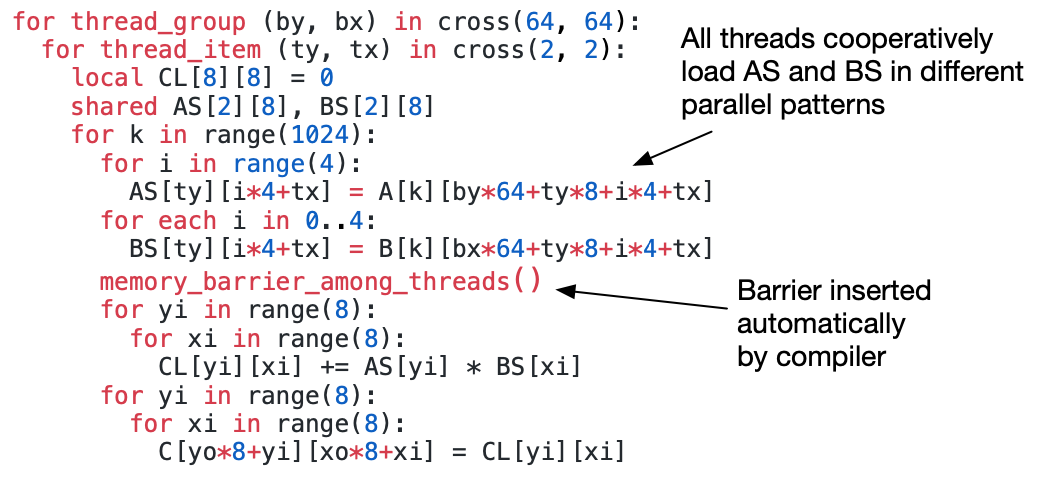 for thread_group (by, bx) in cross(64, 64):
  for thread_item (ty, tx) in cross(2, 2):
    local CL[8][8] = 0
    shared AS[2][8], BS[2][8]
    for k in range(1024):
      for i in range(4):
        AS[ty][i*4+tx] = A[k][by*64+ty*8+i*4+tx]
      for each i in 0..4:
        BS[ty][i*4+tx] = B[k][bx*64+ty*8+i*4+tx]
      memory_barrier_among_threads()
      for yi in range(8):
        for xi in range(8):
          CL[yi][xi] += AS[yi] * BS[xi]
      for yi in range(8):
        for xi in range(8):
          C[yo*8+yi][xo*8+xi] = CL[yi][xi]
All threads cooperatively
load AS and BS in different
parallel patterns
Barrier inserted
automatically
by compiler